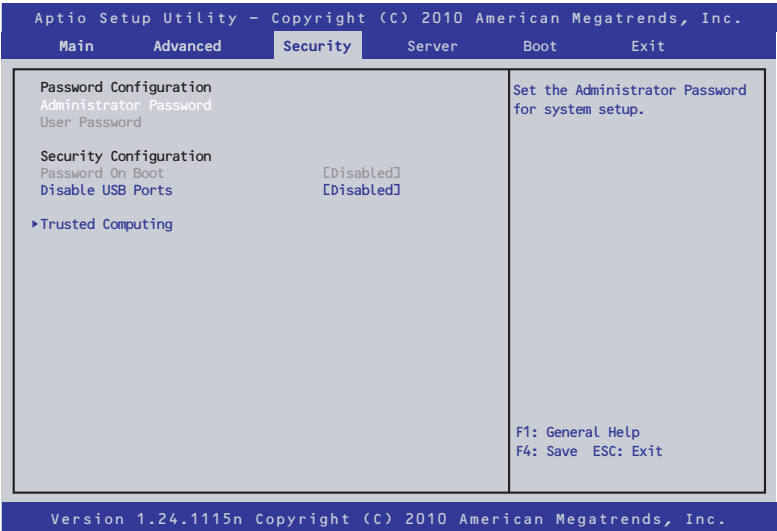 Aptio Setup Utility – Copyright (C) 2010 American Megatrends, Inc.
Main Advanced Security Server Boot Exit
Password Configuration
Administrator Password
User Password
Security Configuration
Password On Boot [Disabled]
Disable USB Ports [Disabled]
▶Trusted Computing
Set the Administrator Password
for system setup.
F1: General Help
F4: Save ESC: Exit
Version 1.24.1115n Copyright (C) 2010 American Megatrends, Inc.